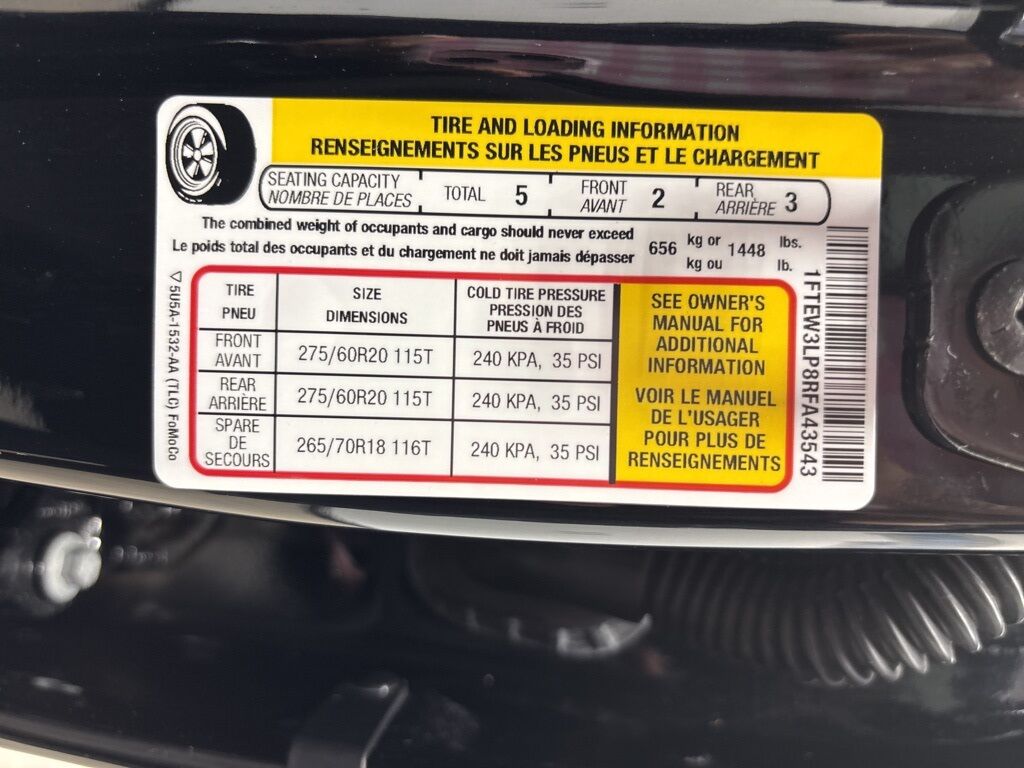 TIRE AND LOADING INFORMATION
RENSEIGNEMENTS SUR LES PNEUS ET LE CHARGEMENT
SEATING CAPACITY
NOMBRE DE PLACES
TOTAL 5
FRONT
AVANT 2
REAR
ARRIÈRE 3
The combined weight of occupants and cargo should never exceed
Le poids total des occupants et du chargement ne doit jamais dépasser
656 kg or 1448 lbs.
kg ou lb.
TIRE
PNEU
SIZE
DIMENSIONS
COLD TIRE PRESSURE
PRESSION DES
PNEUS À FROID
FRONT
AVANT
275/60R20 115T
240 KPA, 35 PSI
REAR
ARRIÈRE
275/60R20 115T
240 KPA, 35 PSI
SPARE
DE
SECOURS
265/70R18 116T
240 KPA, 35 PSI
SEE OWNER'S
MANUAL FOR
ADDITIONAL
INFORMATION
VOIR LE MANUEL
DE L'USAGER
POUR PLUS DE
RENSEIGNEMENTS
5U5A-1532-AA (TLC) FoMoCo
1FTEW3LP8RFA43543